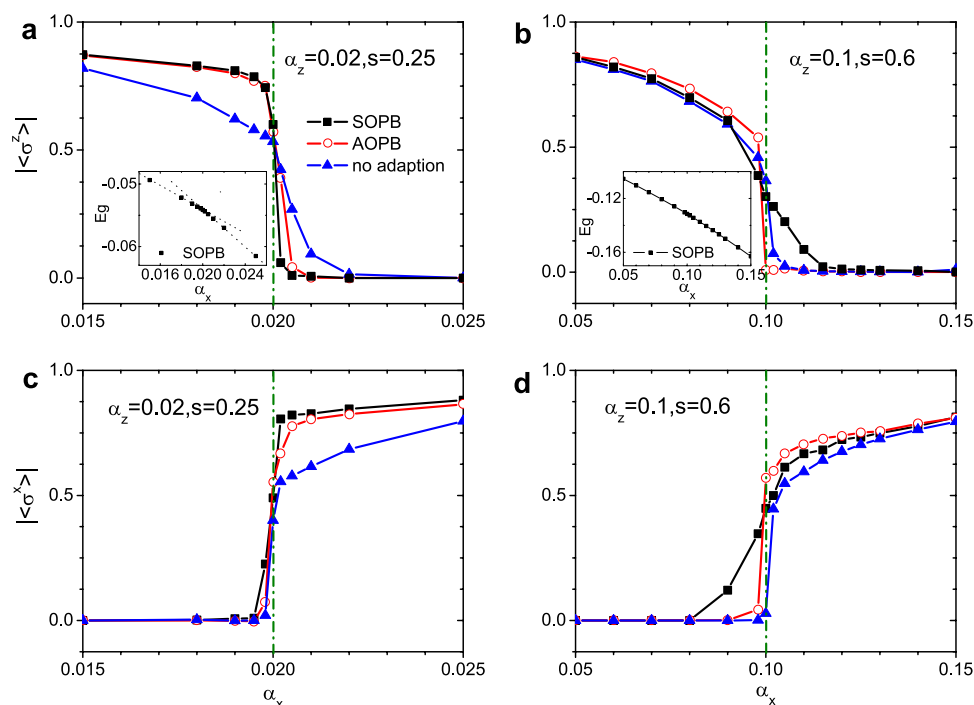 a
α_z=0.02,s=0.25
SOPB
AOPB
no adaption
|<σ^z>|
1.0
0.5
0.0
-0.05
-0.06
Eg
SOPB
0.016
0.020
0.024
α_x
0.015
0.020
0.025
b
α_z=0.1,s=0.6
1.0
0.5
0.0
-0.12
-0.16
Eg
SOPB
0.05
0.10
0.15
α_x
0.05
0.10
0.15
c
α_z=0.02,s=0.25
|<σ^x>|
1.0
0.5
0.0
0.015
0.020
0.025
α_x
d
α_z=0.1,s=0.6
1.0
0.5
0.0
0.05
0.10
0.15
α_x